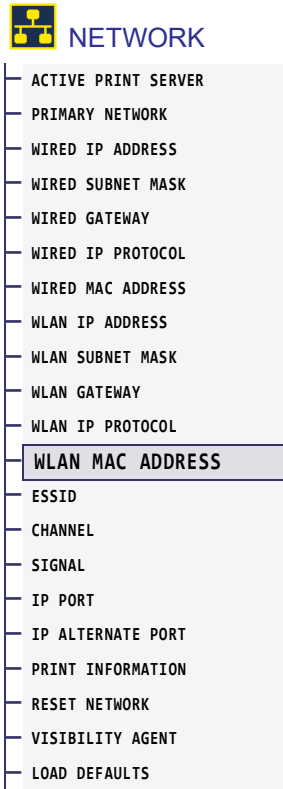 NETWORK
ACTIVE PRINT SERVER
PRIMARY NETWORK
WIRED IP ADDRESS
WIRED SUBNET MASK
WIRED GATEWAY
WIRED IP PROTOCOL
WIRED MAC ADDRESS
WLAN IP ADDRESS
WLAN SUBNET MASK
WLAN GATEWAY
WLAN IP PROTOCOL
WLAN MAC ADDRESS
ESSID
CHANNEL
SIGNAL
IP PORT
IP ALTERNATE PORT
PRINT INFORMATION
RESET NETWORK
VISIBILITY AGENT
LOAD DEFAULTS